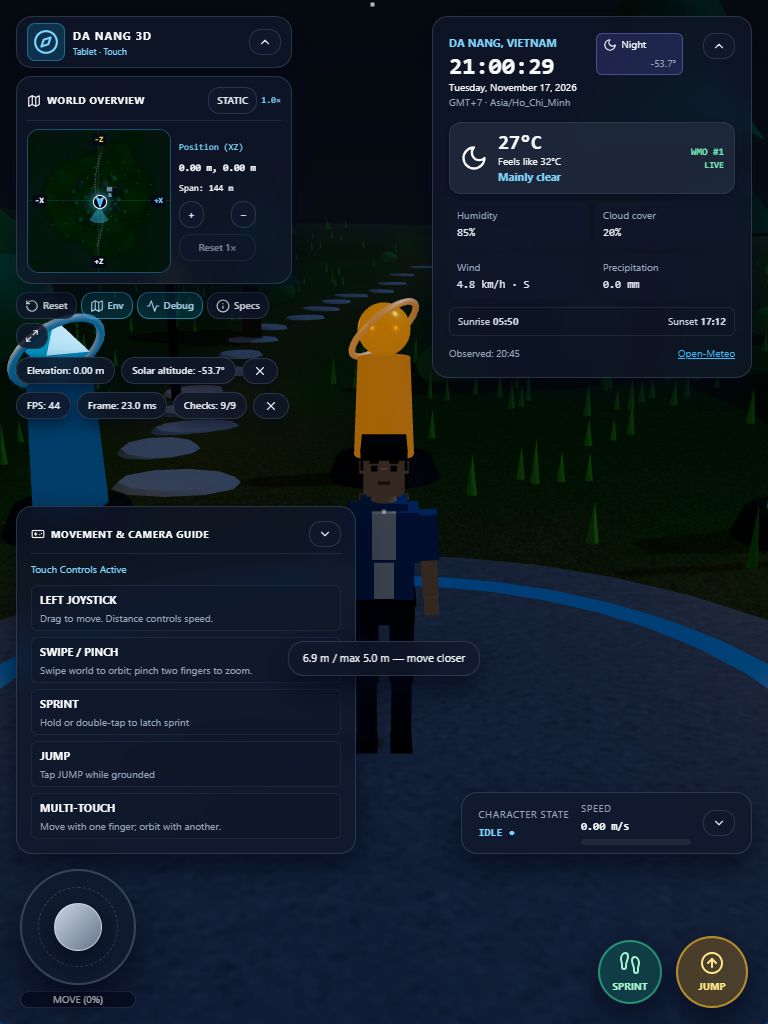 DA NANG 3D
Tablet · Touch
WORLD OVERVIEW
STATIC
1.0×
-Z
-X
+X
+Z
Position (XZ)
0.00 m, 0.00 m
Span: 144 m
+
−
Reset 1×
Reset
Env
Debug
Specs
Elevation: 0.00 m
Solar altitude: -53.7°
FPS: 44
Frame: 23.0 ms
Checks: 9/9
DA NANG, VIETNAM
21:00:29
Tuesday, November 17, 2026
GMT+7 · Asia/Ho_Chi_Minh
Night
-53.7°
27°C
Feels like 32°C
Mainly clear
WMO #1
LIVE
Humidity
85%
Cloud cover
20%
Wind
4.8 km/h · S
Precipitation
0.0 mm
Sunrise 05:50
Sunset 17:12
Observed: 20:45
Open-Meteo
MOVEMENT & CAMERA GUIDE
Touch Controls Active
LEFT JOYSTICK
Drag to move. Distance controls speed.
SWIPE / PINCH
Swipe world to orbit; pinch two fingers to zoom.
SPRINT
Hold or double-tap to latch sprint
JUMP
Tap JUMP while grounded
MULTI-TOUCH
Move with one finger; orbit with another.
6.9 m / max 5.0 m — move closer
CHARACTER STATE
IDLE
SPEED
0.00 m/s
MOVE (0%)
SPRINT
JUMP